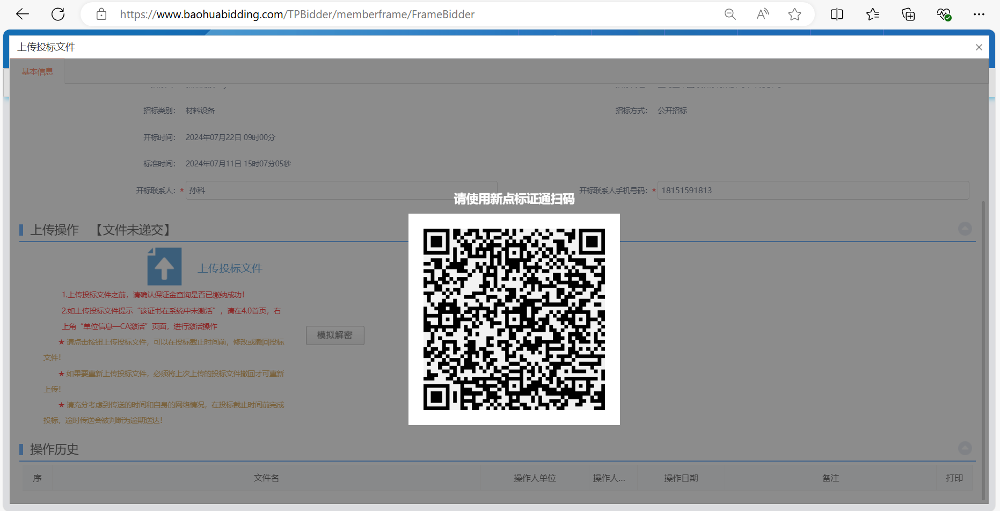 https://www.baohuabidding.com/TPBidder/memberframe/FrameBidder
上传投标文件
基本信息
招标类别： 材料设备 招标方式： 公开招标
开标时间： 2024年07月22日 09时00分
标准时间： 2024年07月11日 15时07分05秒
开标联系人：* 孙科 开标联系人手机号码：* 18151591813
请使用新点标证通扫码
上传操作 【文件未递交】
上传投标文件
1.上传投标文件之前，请确认保证金查询是否已缴纳成功！
2.如上传投标文件提示“该证书在系统中未激活”，请在4.0首页，右
上角“单位信息—CA激活”页面，进行激活操作
模拟解密
★ 请点击按钮上传投标文件，可以在投标截止时间前，修改或撤回投标
文件！
★ 如果要重新上传投标文件，必须将上次上传的投标文件撤回才可重新
上传！
★ 请充分考虑到传送的时间和自身的网络情况，在投标截止时间前完成
投标，逾时传送会被判断为逾期送达！
操作历史
序 文件名 操作人单位 操作人... 操作日期 备注 打印